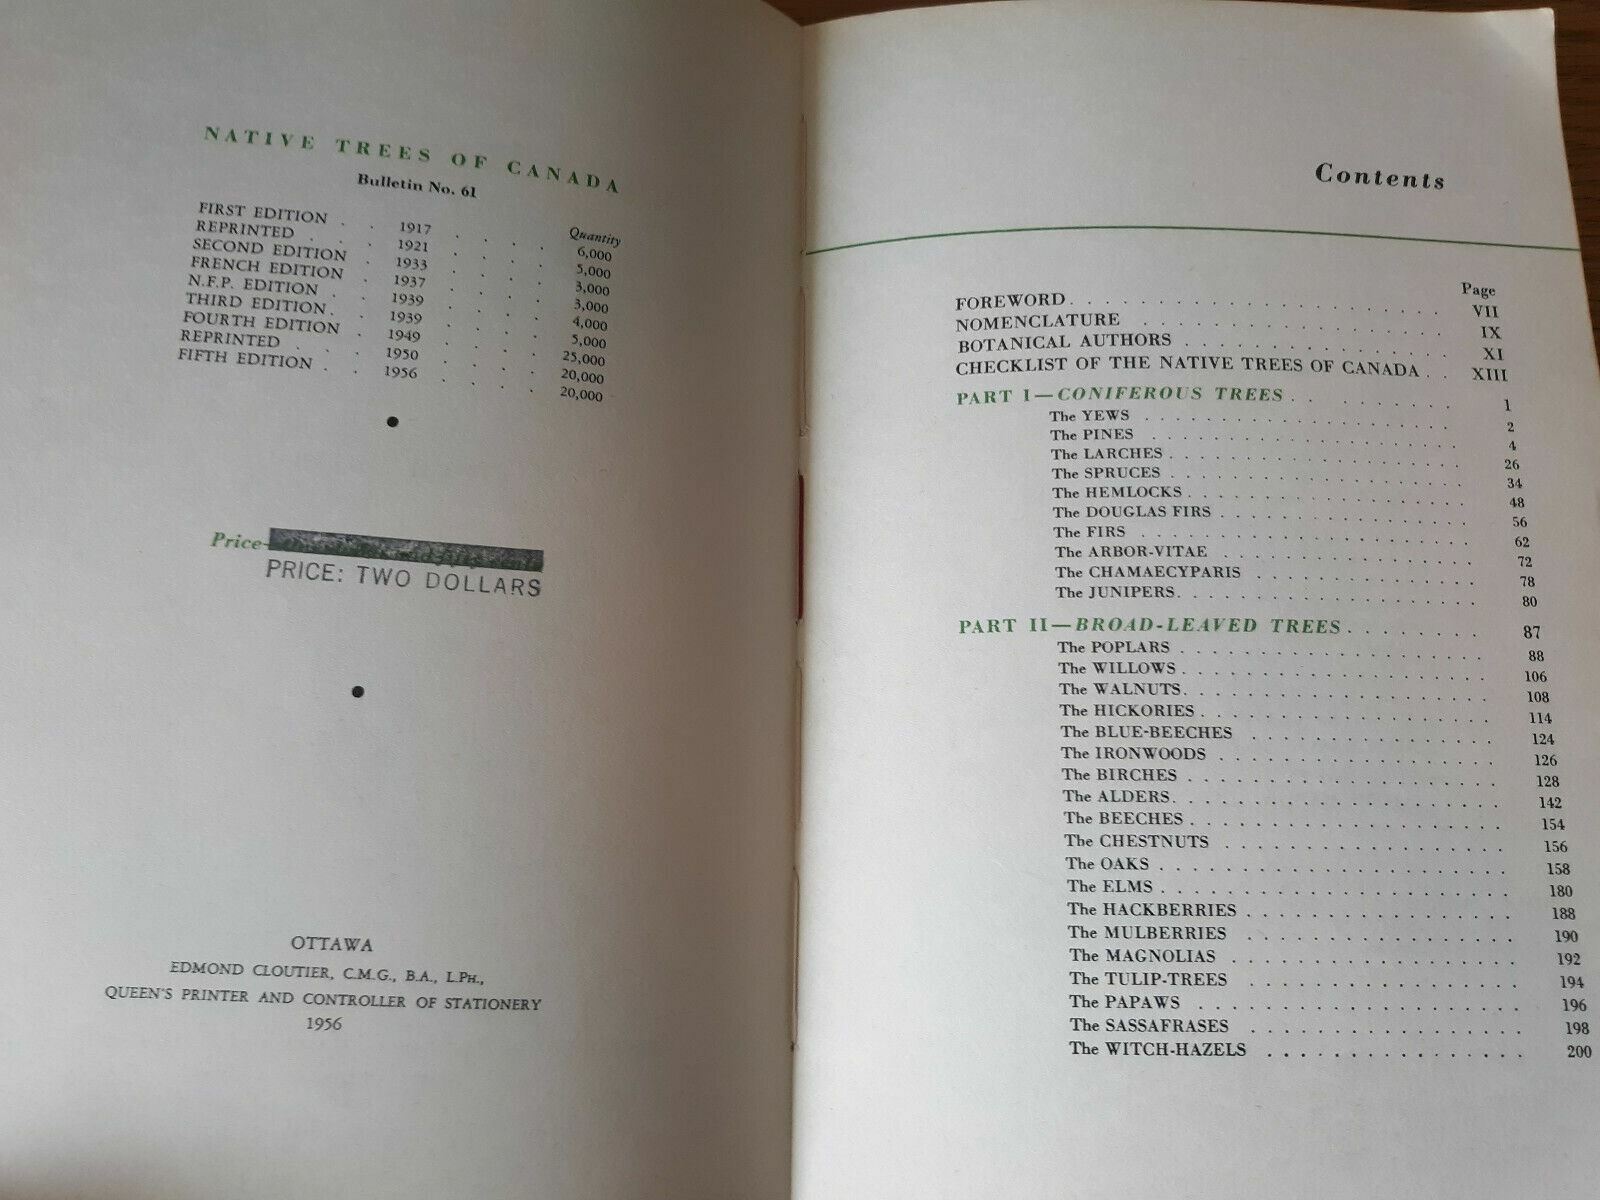 NATIVE TREES OF CANADA
Bulletin No. 61
Quantity
FIRST EDITION . . 1917 . . . . 6,000
REPRINTED . . . 1921 . . . . 5,000
SECOND EDITION . 1933 . . . . 3,000
FRENCH EDITION . 1937 . . . . 3,000
N.F.P. EDITION . . 1939 . . . . 4,000
THIRD EDITION . . 1939 . . . . 5,000
FOURTH EDITION . 1949 . . . . 25,000
REPRINTED . . . 1950 . . . . 20,000
FIFTH EDITION . . 1956 . . . . 20,000
Price-
PRICE: TWO DOLLARS
OTTAWA
EDMOND CLOUTIER, C.M.G., B.A., L.PH.,
QUEEN'S PRINTER AND CONTROLLER OF STATIONERY
1956
Contents
Page
FOREWORD . . . VII
NOMENCLATURE . . . IX
BOTANICAL AUTHORS . . . XI
CHECKLIST OF THE NATIVE TREES OF CANADA . . XIII
PART I—CONIFEROUS TREES . . . 1
The YEWS . . . 2
The PINES . . . 4
The LARCHES . . . 26
The SPRUCES . . . 34
The HEMLOCKS . . . 48
The DOUGLAS FIRS . . . 56
The FIRS . . . 62
The ARBOR-VITAE . . . 72
The CHAMAECYPARIS . . . 78
The JUNIPERS . . . 80
PART II—BROAD-LEAVED TREES . . . 87
The POPLARS . . . 88
The WILLOWS . . . 106
The WALNUTS . . . 108
The HICKORIES . . . 114
The BLUE-BEECHES . . . 124
The IRONWOODS . . . 126
The BIRCHES . . . 128
The ALDERS . . . 142
The BEECHES . . . 154
The CHESTNUTS . . . 156
The OAKS . . . 158
The ELMS . . . 180
The HACKBERRIES . . . 188
The MULBERRIES . . . 190
The MAGNOLIAS . . . 192
The TULIP-TREES . . . 194
The PAPAWS . . . 196
The SASSAFRASES . . . 198
The WITCH-HAZELS . . . 200